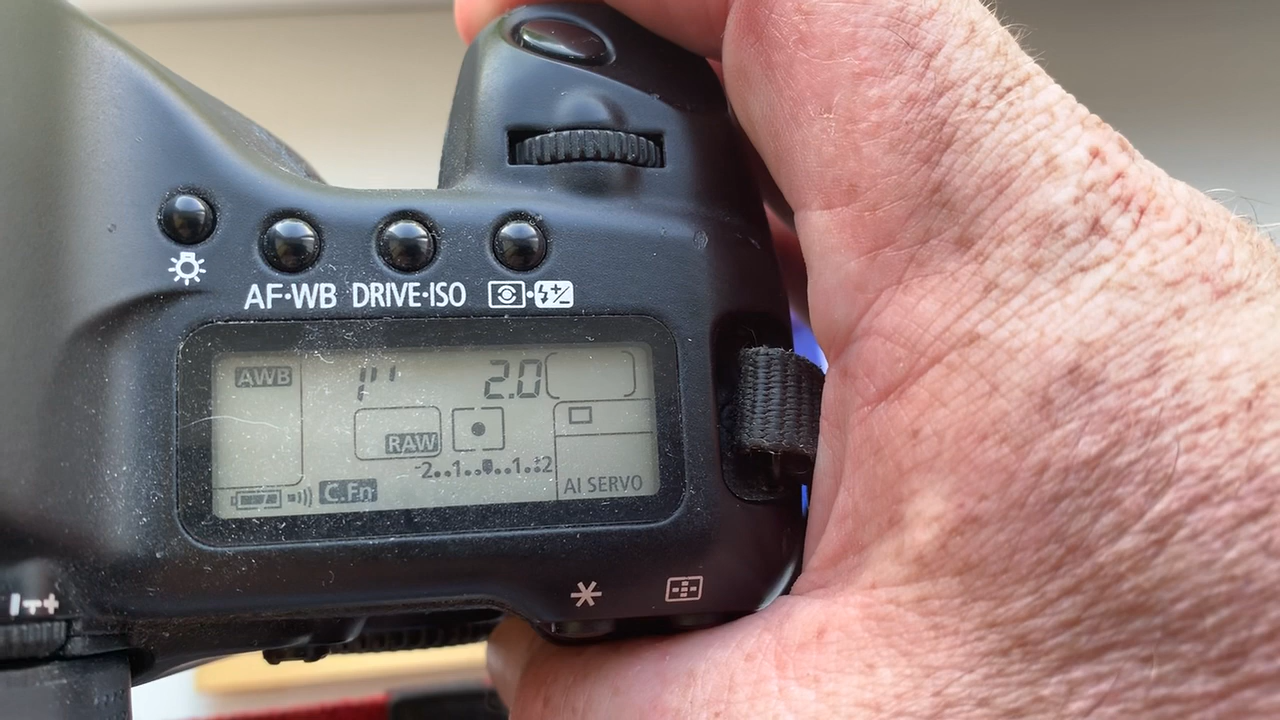 AF•WB DRIVE•ISO
AWB 1'' 2.0
RAW
-2..1..0..1..+2
C.Fn AI SERVO